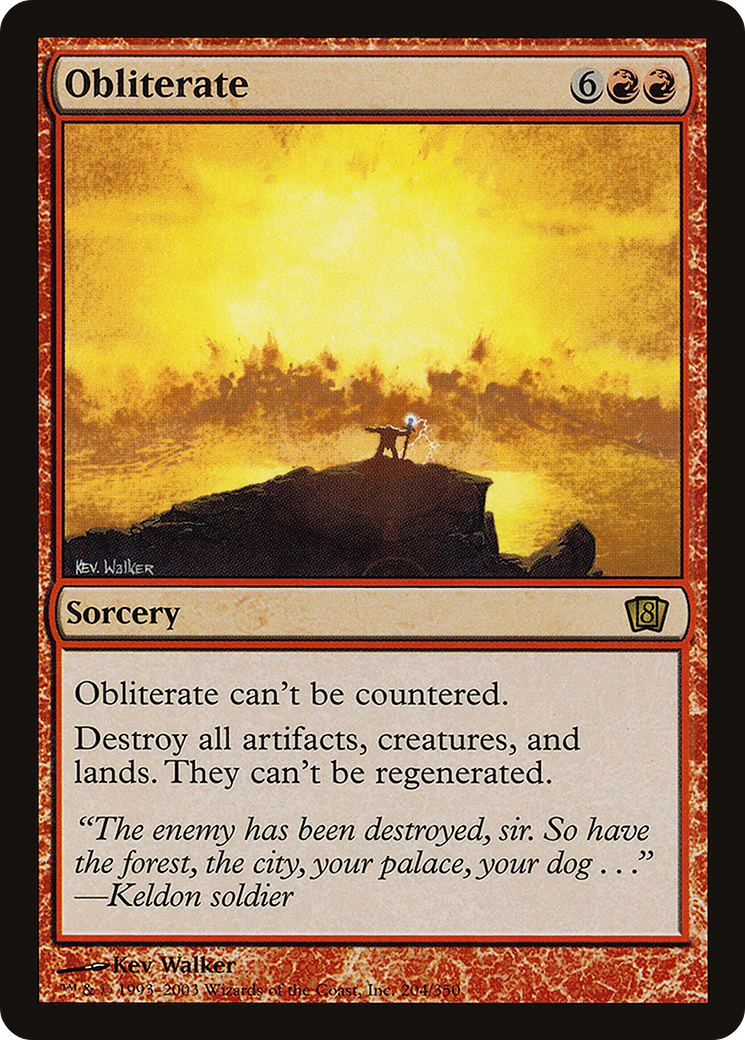 Obliterate 6
KEV. WALKER
Sorcery 8
Obliterate can't be countered.
Destroy all artifacts, creatures, and
lands. They can't be regenerated.
“The enemy has been destroyed, sir. So have
the forest, the city, your palace, your dog . . .”
—Keldon soldier
Kev Walker
™ & © 1993–2003 Wizards of the Coast, Inc. 204/350